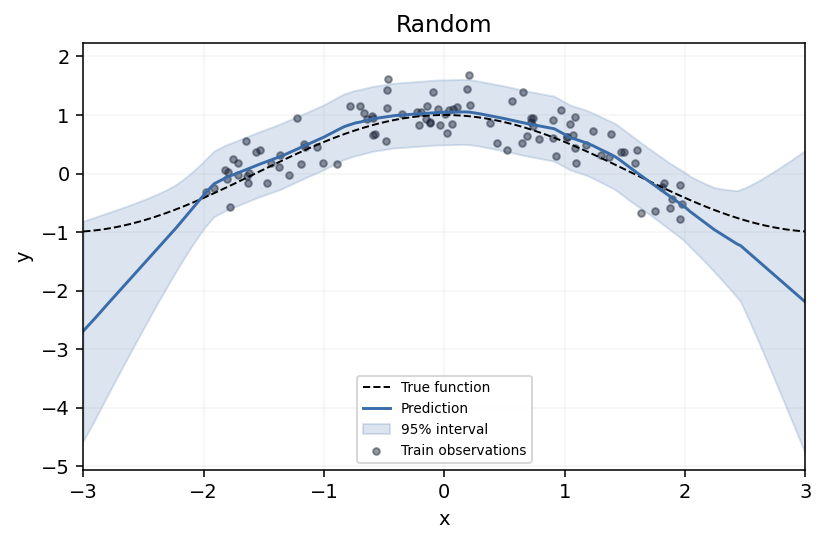 Random
2
1
0
−1
−2
−3
−4
−5
y
True function
Prediction
95% interval
Train observations
−3 −2 −1 0 1 2 3
x